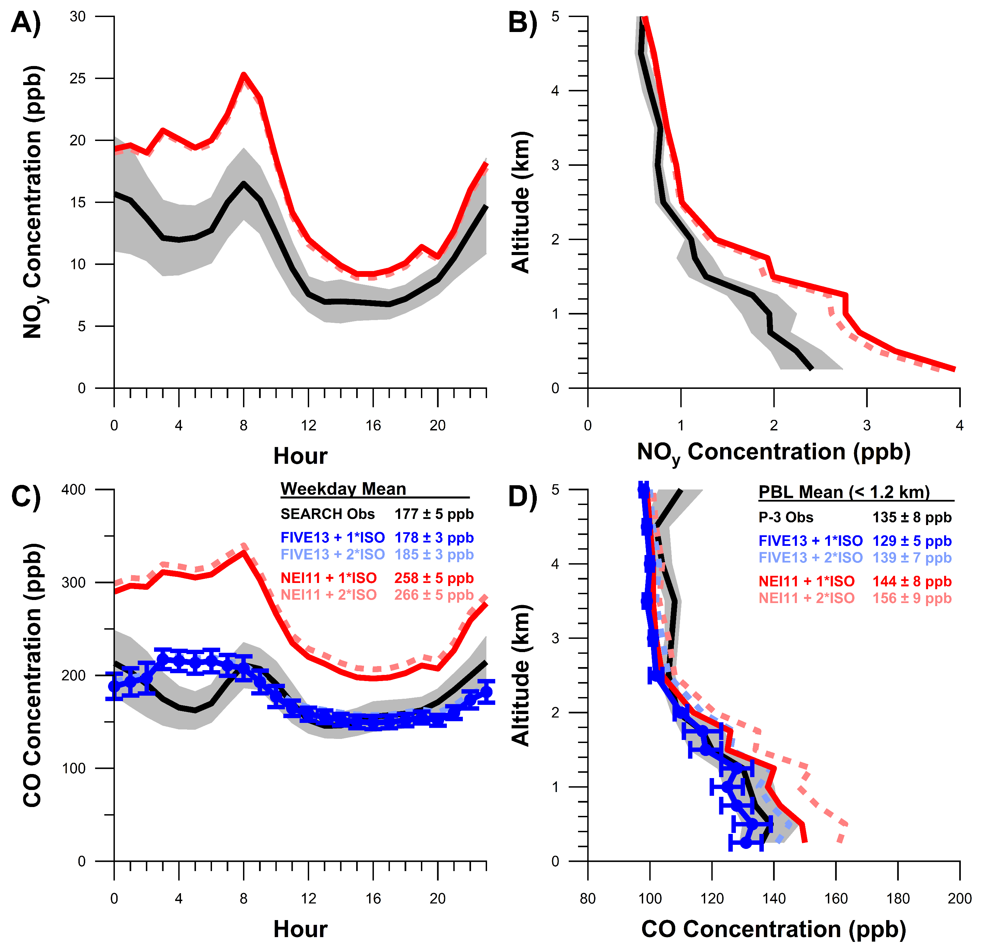 A)
30
25
20
15
10
5
0
NOy Concentration (ppb)
0 4 8 12 16 20
Hour
B)
5
4
3
2
1
0
Altitude (km)
0 1 2 3 4
NOy Concentration (ppb)
C)
400
300
200
100
0
CO Concentration (ppb)
Weekday Mean
SEARCH Obs 177 ± 5 ppb
FIVE13 + 1*ISO 178 ± 3 ppb
FIVE13 + 2*ISO 185 ± 3 ppb
NEI11 + 1*ISO 258 ± 5 ppb
NEI11 + 2*ISO 266 ± 5 ppb
0 4 8 12 16 20
Hour
D)
5
4
3
2
1
0
Altitude (km)
PBL Mean (< 1.2 km)
P-3 Obs 135 ± 8 ppb
FIVE13 + 1*ISO 129 ± 5 ppb
FIVE13 + 2*ISO 139 ± 7 ppb
NEI11 + 1*ISO 144 ± 8 ppb
NEI11 + 2*ISO 156 ± 9 ppb
80 100 120 140 160 180 200
CO Concentration (ppb)